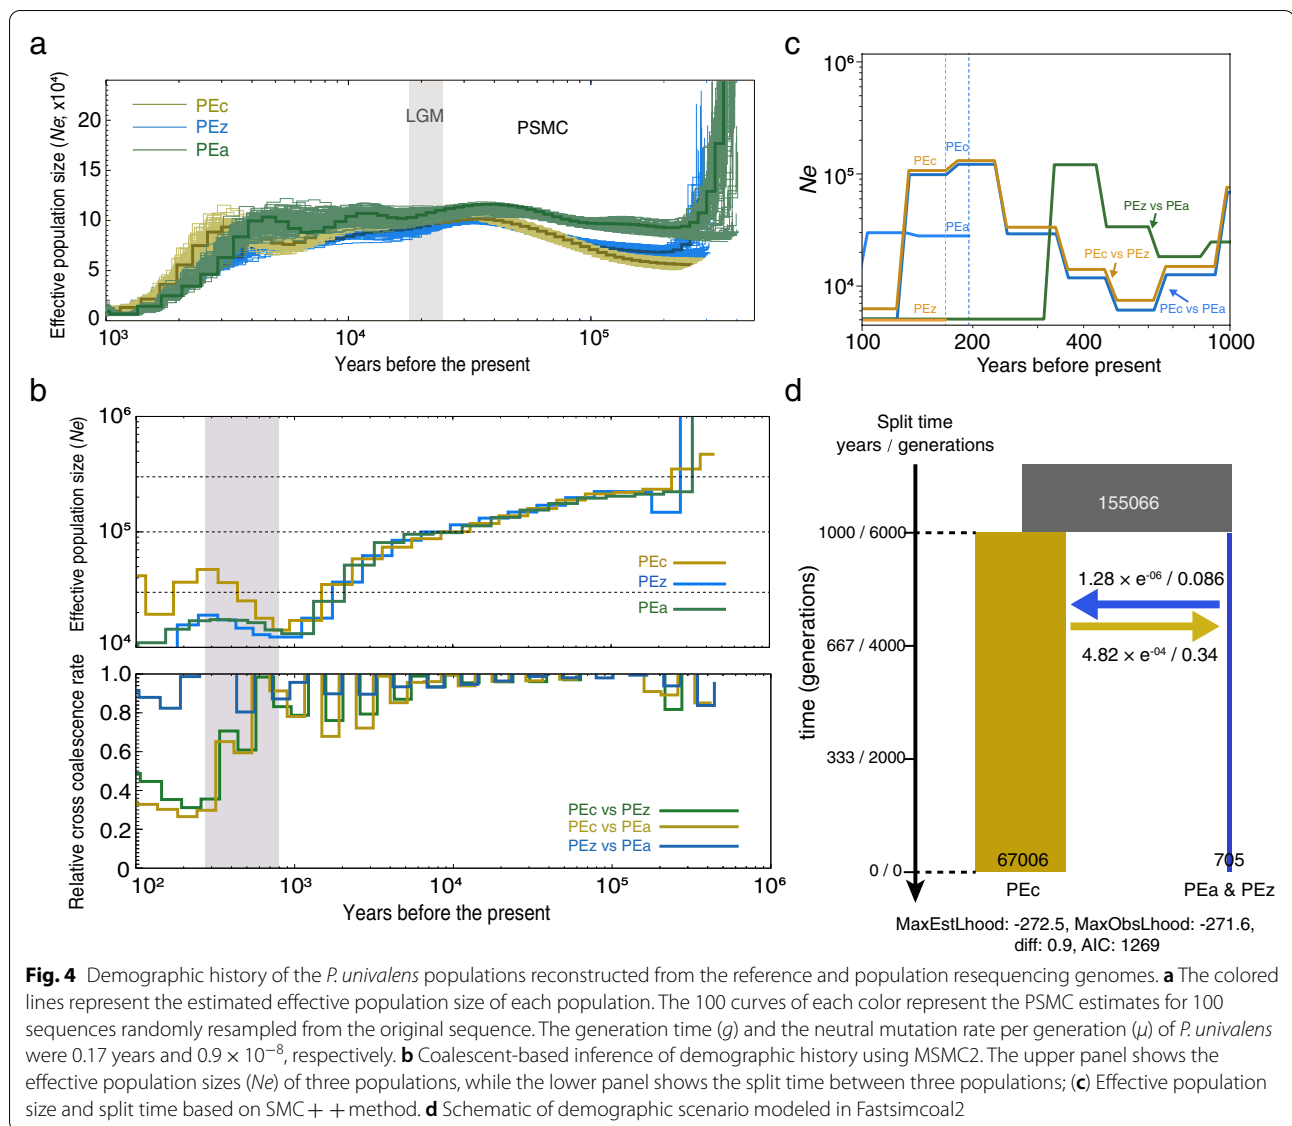 a
Effective population size (Ne; x10⁴)
20
15
10
5
0
PEc
PEz
PEa
LGM
PSMC
10³
10⁴
10⁵
Years before the present
c
Ne
10⁶
10⁵
10⁴
PEc
PEc
PEa
PEz
PEz vs PEa
PEc vs PEz
PEc vs PEa
100
200
400
600
1000
Years before present
b
Effective population size (Ne)
10⁶
10⁵
10⁴
PEc
PEz
PEa
Relative cross coalescence rate
1.0
0.8
0.6
0.4
0.2
0
PEc vs PEz
PEc vs PEa
PEz vs PEa
10²
10³
10⁴
10⁵
10⁶
Years before the present
d
Split time
years / generations
time (generations)
1000 / 6000
667 / 4000
333 / 2000
0 / 0
155066
1.28 × e⁻⁰⁶ / 0.086
4.82 × e⁻⁰⁴ / 0.34
67006
705
PEc
PEa & PEz
MaxEstLhood: -272.5, MaxObsLhood: -271.6,
diff: 0.9, AIC: 1269
Fig. 4 Demographic history of the P. univalens populations reconstructed from the reference and population resequencing genomes. a The colored
lines represent the estimated effective population size of each population. The 100 curves of each color represent the PSMC estimates for 100
sequences randomly resampled from the original sequence. The generation time (g) and the neutral mutation rate per generation (μ) of P. univalens
were 0.17 years and 0.9 × 10⁻⁸, respectively. b Coalescent-based inference of demographic history using MSMC2. The upper panel shows the
effective population sizes (Ne) of three populations, while the lower panel shows the split time between three populations; (c) Effective population
size and split time based on SMC + + method. d Schematic of demographic scenario modeled in Fastsimcoal2